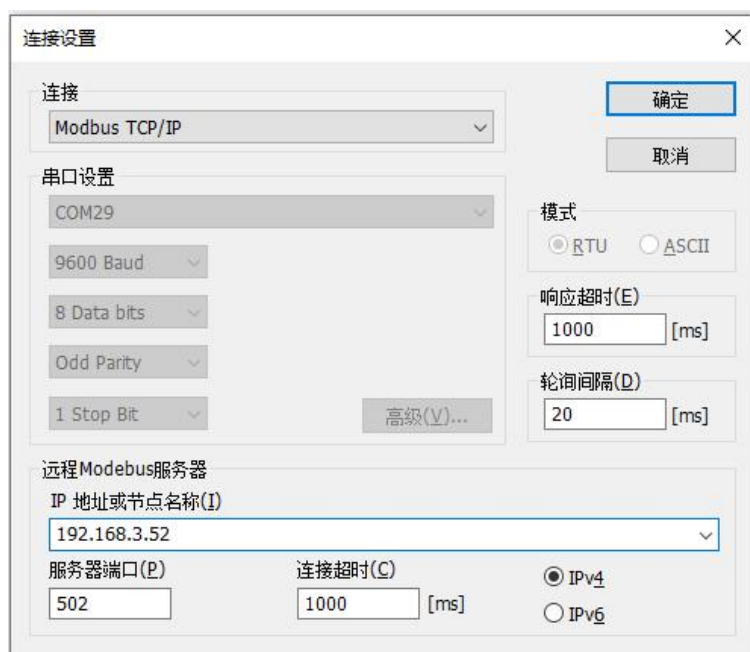 连接设置
连接
Modbus TCP/IP
确定
取消
串口设置
COM29
9600 Baud
8 Data bits
Odd Parity
1 Stop Bit
高级(V)...
模式
RTU
ASCII
响应超时(E)
1000 [ms]
轮询间隔(D)
20 [ms]
远程Modebus服务器
IP 地址或节点名称(I)
192.168.3.52
服务器端口(P)
连接超时(C)
IPv4
502
1000 [ms]
IPv6